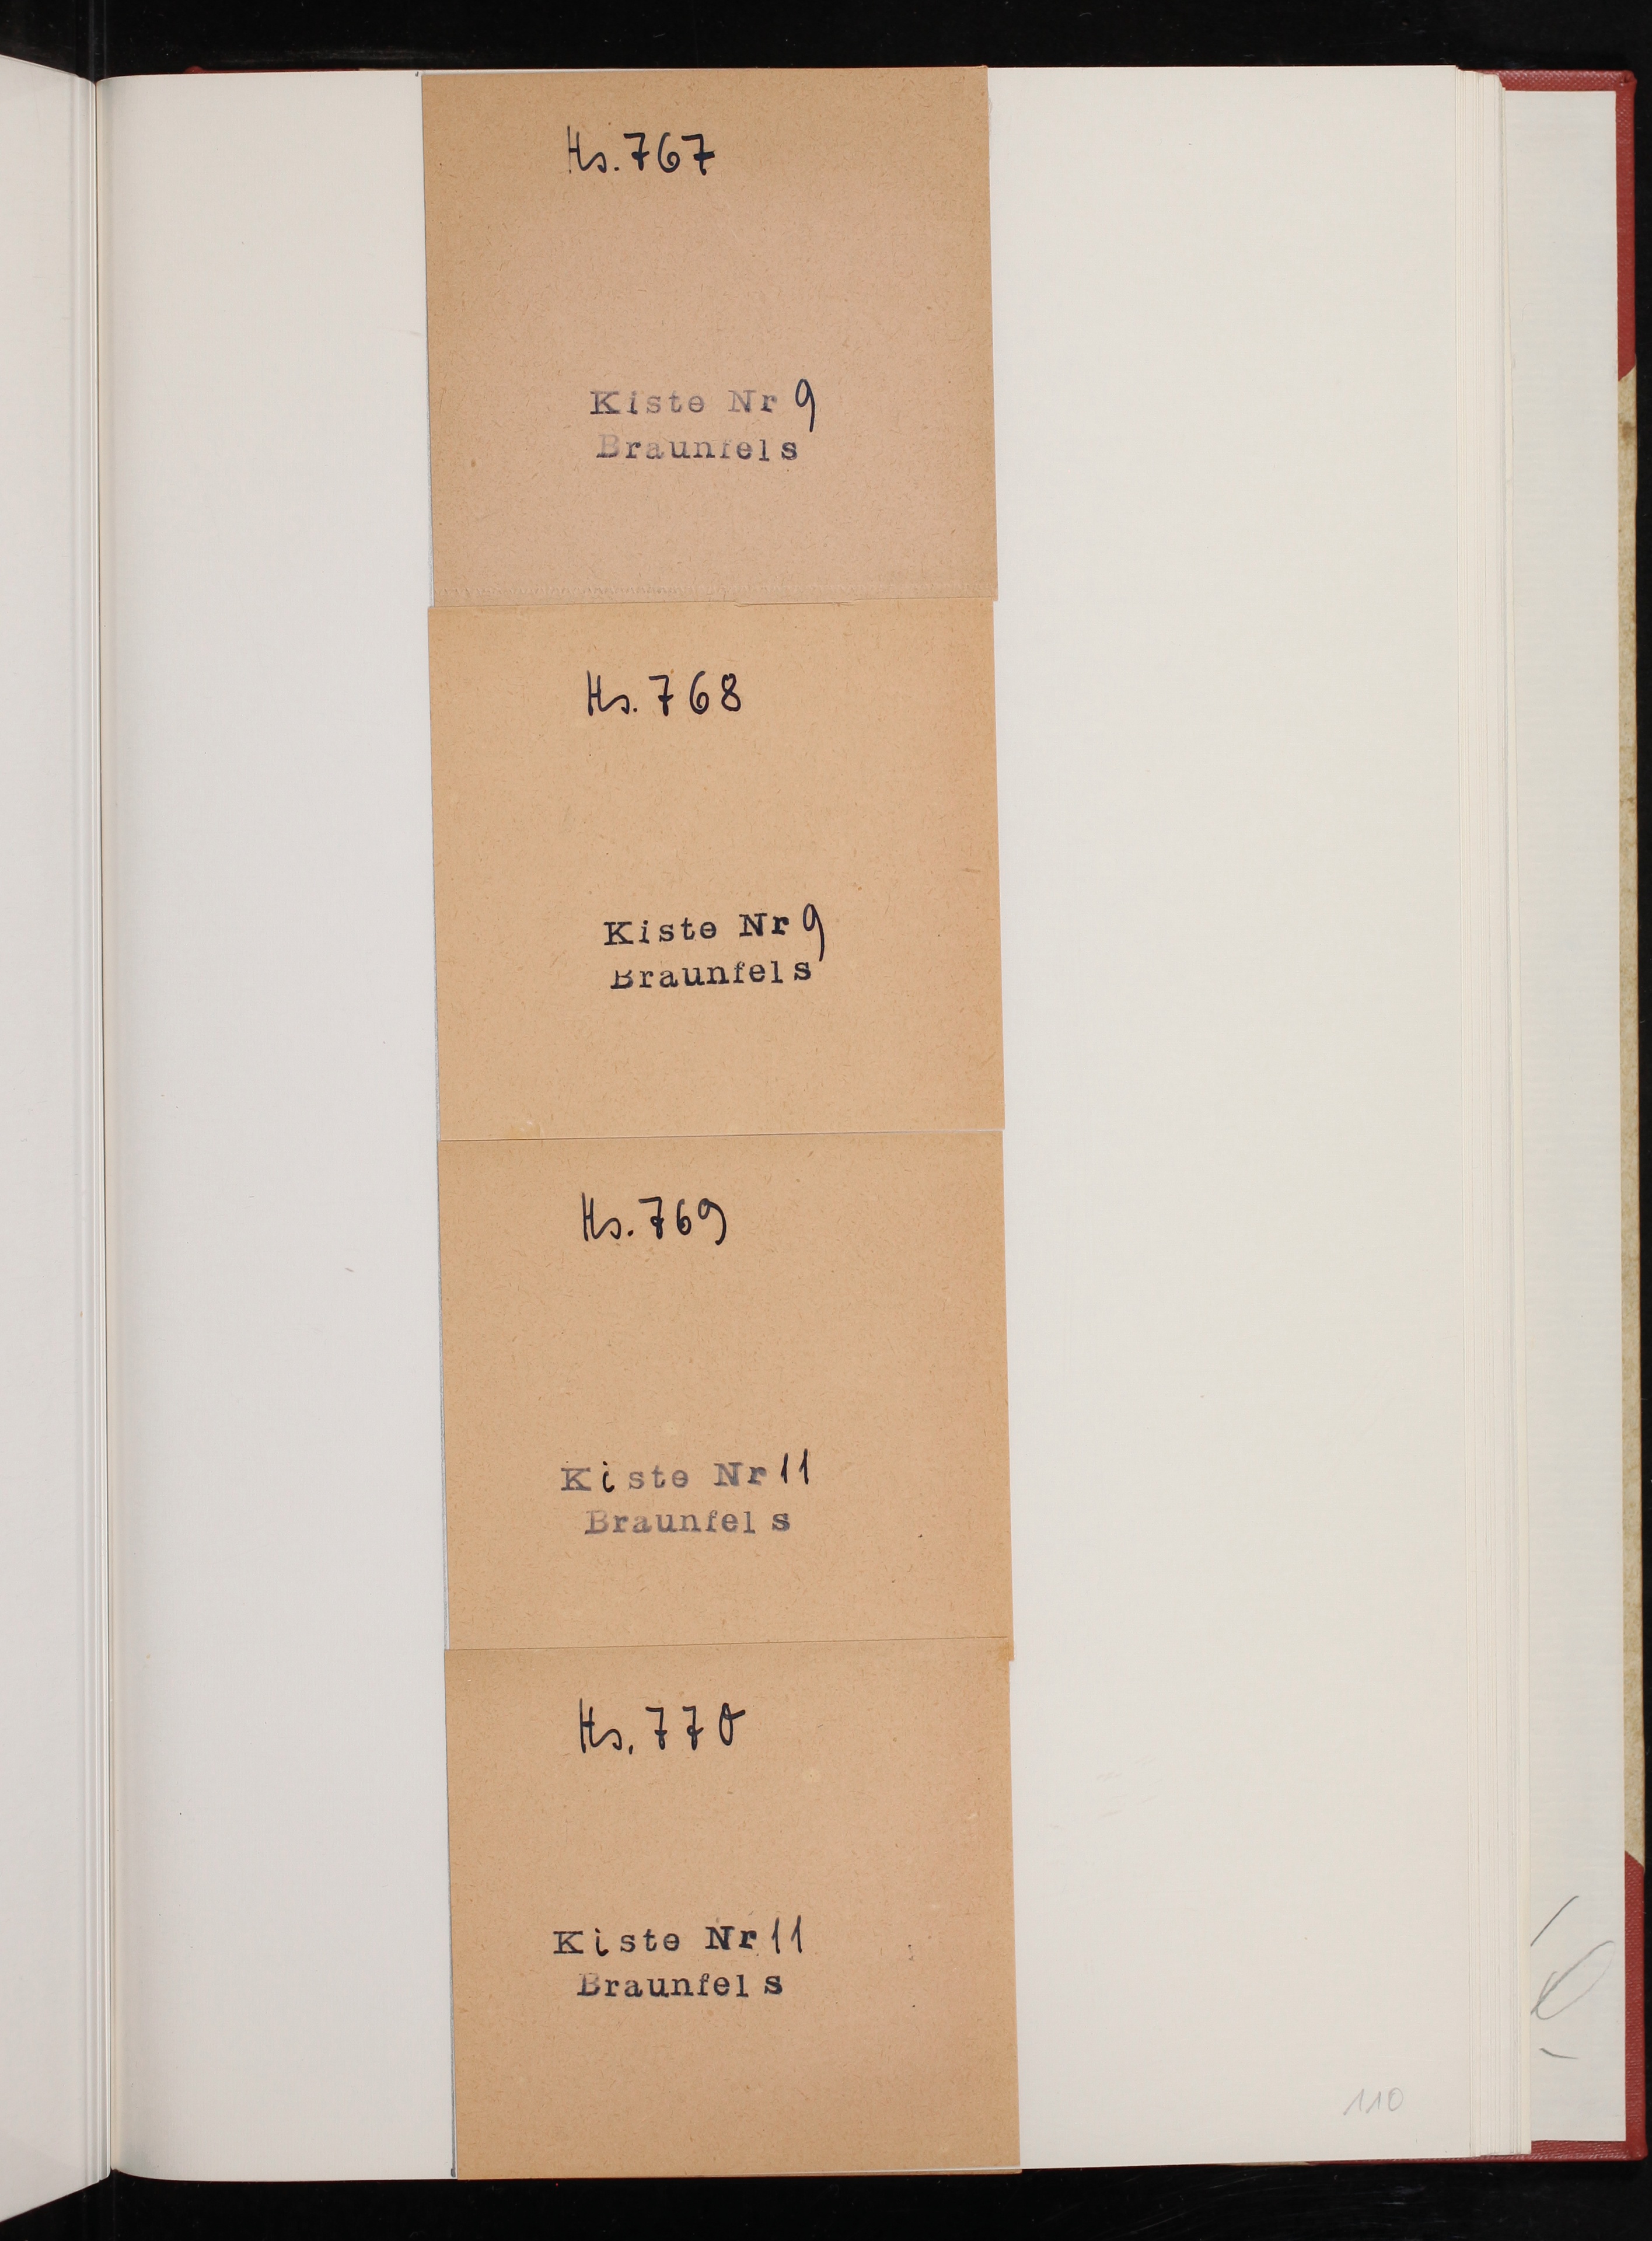 Hs. 767
Kiste Nr 9
Braunfels
Hs. 768
Kiste Nr 9
Braunfels
Hs. 769
Kiste Nr 11
Braunfels
Hs. 770
Kiste Nr 11
Braunfels
110